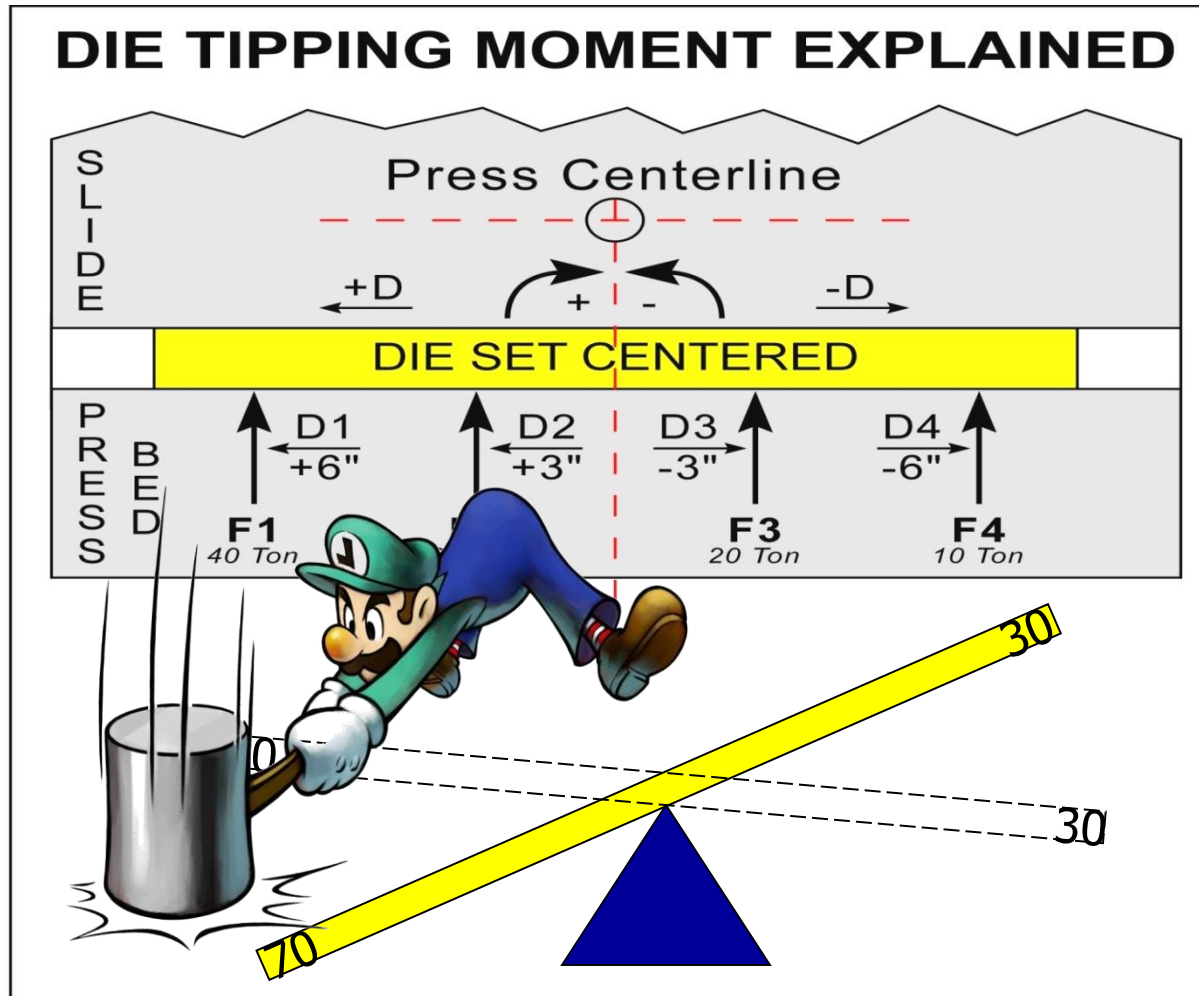 DIE TIPPING MOMENT EXPLAINED
SLIDE
Press Centerline
+D
+
-
-D
DIE SET CENTERED
PRESS
BED
D1
+6"
D2
+3"
D3
-3"
D4
-6"
F1
40 Ton
F3
20 Ton
F4
10 Ton
L
30
0
30
70